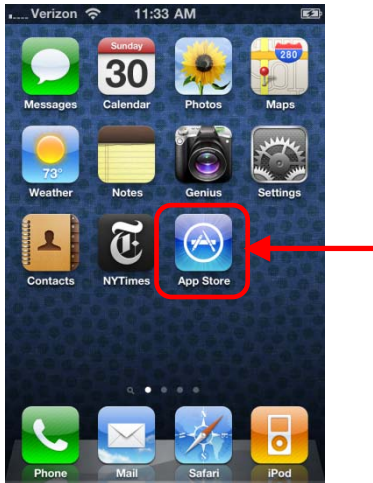 Verizon 11:33 AM
Sunday
30
280
Messages Calendar Photos Maps
73°
Weather Notes Genius Settings
T
Contacts NYTimes App Store
Phone Mail Safari iPod